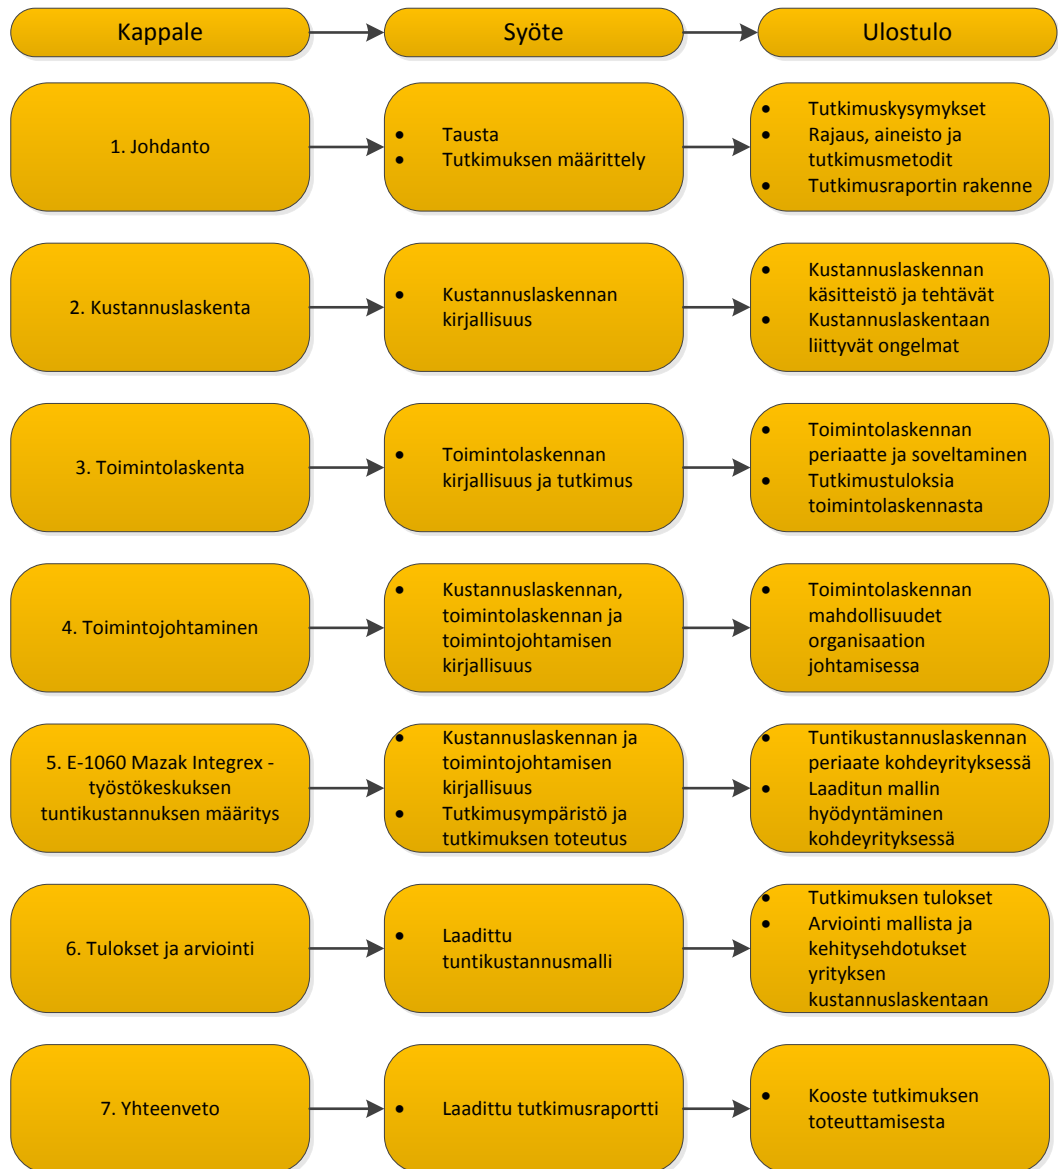 Kappale
Syöte
Ulostulo
1. Johdanto
• Tausta
• Tutkimuksen määrittely
• Tutkimuskysymykset
• Rajaus, aineisto ja
tutkimusmetodit
• Tutkimusraportin rakenne
2. Kustannuslaskenta
• Kustannuslaskennan
kirjallisuus
• Kustannuslaskennan
käsitteistö ja tehtävät
• Kustannuslaskentaan
liittyvät ongelmat
3. Toimintolaskenta
• Toimintolaskennan
kirjallisuus ja tutkimus
• Toimintolaskennan
periaatte ja soveltaminen
• Tutkimustuloksia
toimintolaskennasta
4. Toimintojohtaminen
• Kustannuslaskennan,
toimintolaskennan ja
toimintojohtamisen
kirjallisuus
• Toimintolaskennan
mahdollisuudet
organisaation
johtamisessa
5. E-1060 Mazak Integrex -
työstökeskuksen
tuntikustannuksen määritys
• Kustannuslaskennan ja
toimintojohtamisen
kirjallisuus
• Tutkimusympäristö ja
tutkimuksen toteutus
• Tuntikustannuslaskennan
periaate kohdeyrityksessä
• Laaditun mallin
hyödyntäminen
kohdeyrityksessä
6. Tulokset ja arviointi
• Laadittu
tuntikustannusmalli
• Tutkimuksen tulokset
• Arviointi mallista ja
kehitysehdotukset
yrityksen
kustannuslaskentaan
7. Yhteenveto
• Laadittu tutkimusraportti
• Kooste tutkimuksen
toteuttamisesta